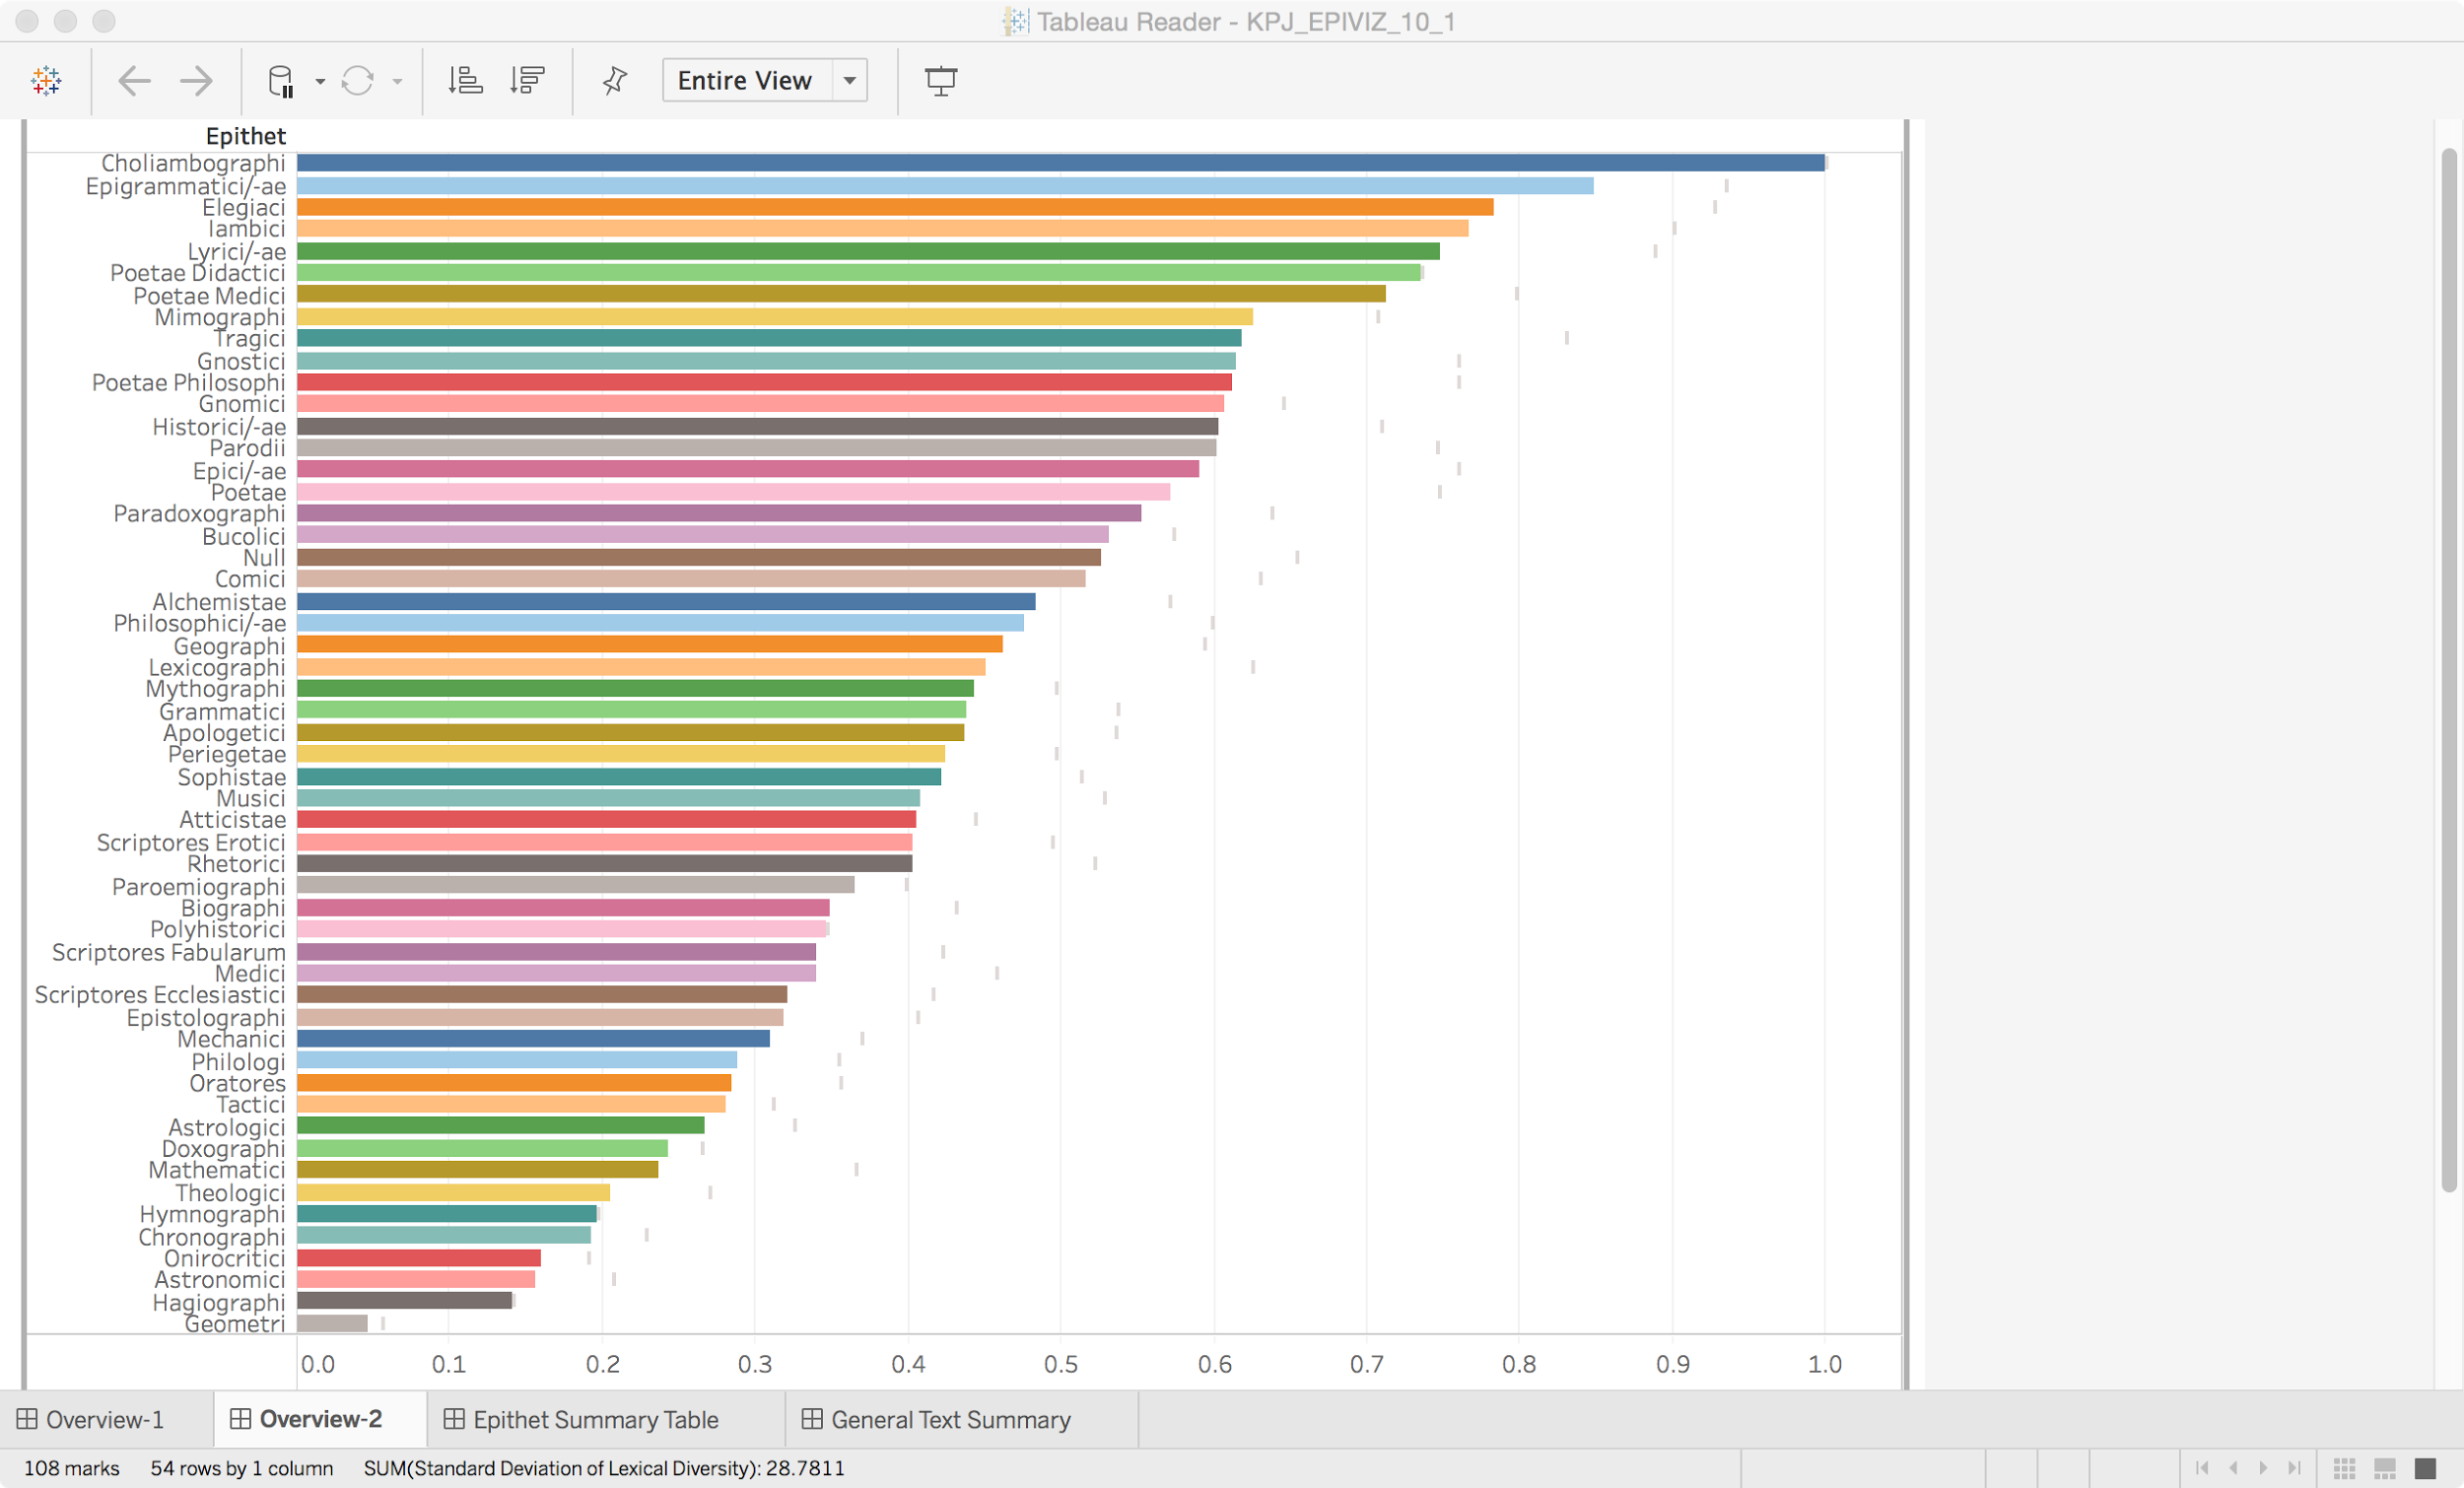 Tableau Reader - KPJ_EPIVIZ_10_1
Entire View
Epithet
Choliambographi
Epigrammatici/-ae
Elegiaci
Iambici
Lyrici/-ae
Poetae Didactici
Poetae Medici
Mimographi
Tragici
Gnostici
Poetae Philosophi
Gnomici
Historici/-ae
Parodii
Epici/-ae
Poetae
Paradoxographi
Bucolici
Null
Comici
Alchemistae
Philosophici/-ae
Geographi
Lexicographi
Mythographi
Grammatici
Apologetici
Periegetae
Sophistae
Musici
Atticistae
Scriptores Erotici
Rhetorici
Paroemiographi
Biographi
Polyhistorici
Scriptores Fabularum
Medici
Scriptores Ecclesiastici
Epistolographi
Mechanici
Philologi
Oratores
Tactici
Astrologici
Doxographi
Mathematici
Theologici
Hymnographi
Chronographi
Onirocritici
Astronomici
Hagiographi
Geometri
0.0 0.1 0.2 0.3 0.4 0.5 0.6 0.7 0.8 0.9 1.0
Overview-1 Overview-2 Epithet Summary Table General Text Summary
108 marks 54 rows by 1 column SUM(Standard Deviation of Lexical Diversity): 28.7811